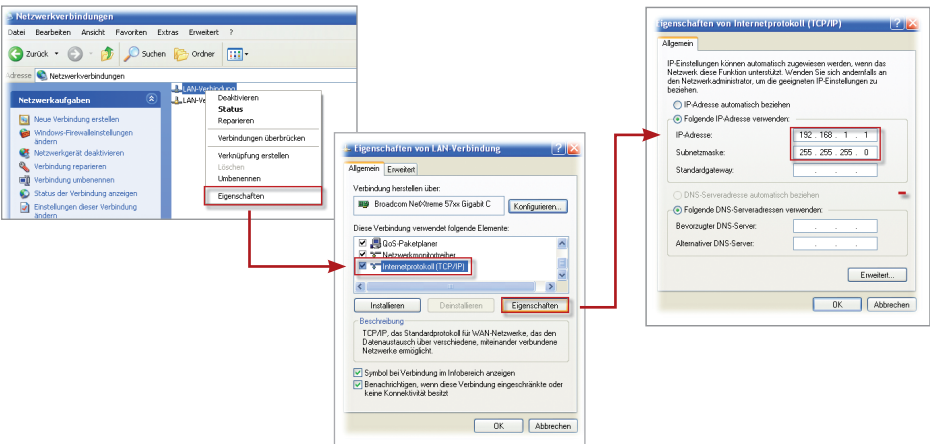 Netzwerkverbindungen
Datei Bearbeiten Ansicht Favoriten Extras Erweitert ?
Zurück Suchen Ordner
Adresse Netzwerkverbindungen
Netzwerkaufgaben
Neue Verbindung erstellen
Windows-Firewalleinstellungen
ändern
Netzwerkgerät deaktivieren
Verbindung reparieren
Verbindung umbenennen
Status der Verbindung anzeigen
Einstellungen dieser Verbindung
ändern
LAN-Verbindung
LAN-Ve
Deaktivieren
Status
Reparieren
Verbindungen überbrücken
Verknüpfung erstellen
Löschen
Umbenennen
Eigenschaften
Eigenschaften von LAN-Verbindung
Allgemein Erweitert
Verbindung herstellen über:
Broadcom NetXtreme 57xx Gigabit C
Konfigurieren...
Diese Verbindung verwendet folgende Elemente:
QoS-Paketplaner
Netzwerkmonitortreiber
Internetprotokoll (TCP/IP)
Installieren Deinstallieren Eigenschaften
Beschreibung
TCP/IP, das Standardprotokoll für WAN-Netzwerke, das den
Datenaustausch über verschiedene, miteinander verbundene
Netzwerke ermöglicht.
Symbol bei Verbindung im Infobereich anzeigen
Benachrichtigen, wenn diese Verbindung eingeschränkte oder
keine Konnektivität besitzt
OK Abbrechen
Eigenschaften von Internetprotokoll (TCP/IP)
Allgemein
IP-Einstellungen können automatisch zugewiesen werden, wenn das
Netzwerk diese Funktion unterstützt. Wenden Sie sich andernfalls an
den Netzwerkadministrator, um die geeigneten IP-Einstellungen zu
beziehen.
IP-Adresse automatisch beziehen
Folgende IP-Adresse verwenden:
IP-Adresse: 192 . 168 . 1 . 1
Subnetzmaske: 255 . 255 . 255 . 0
Standardgateway: . . .
DNS-Serveradresse automatisch beziehen
Folgende DNS-Serveradressen verwenden:
Bevorzugter DNS-Server: . . .
Alternativer DNS-Server: . . .
Erweitert...
OK Abbrechen